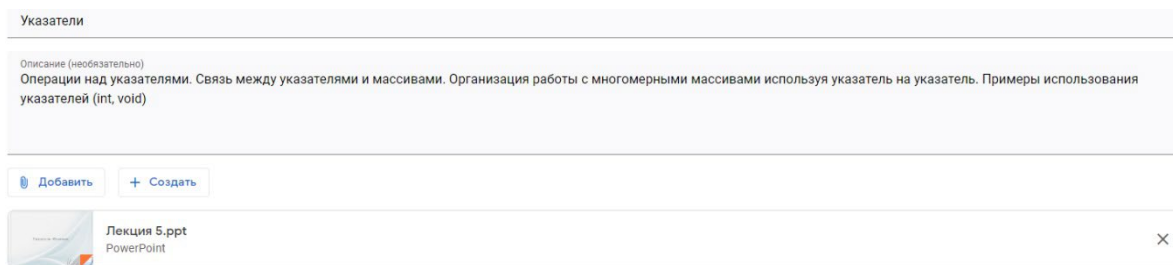 Указатели
Описание (необязательно)
Операции над указателями. Связь между указателями и массивами. Организация работы с многомерными массивами используя указатель на указатель. Примеры использования
указателей (int, void)
Добавить
+ Создать
Лекция 5.ppt
PowerPoint